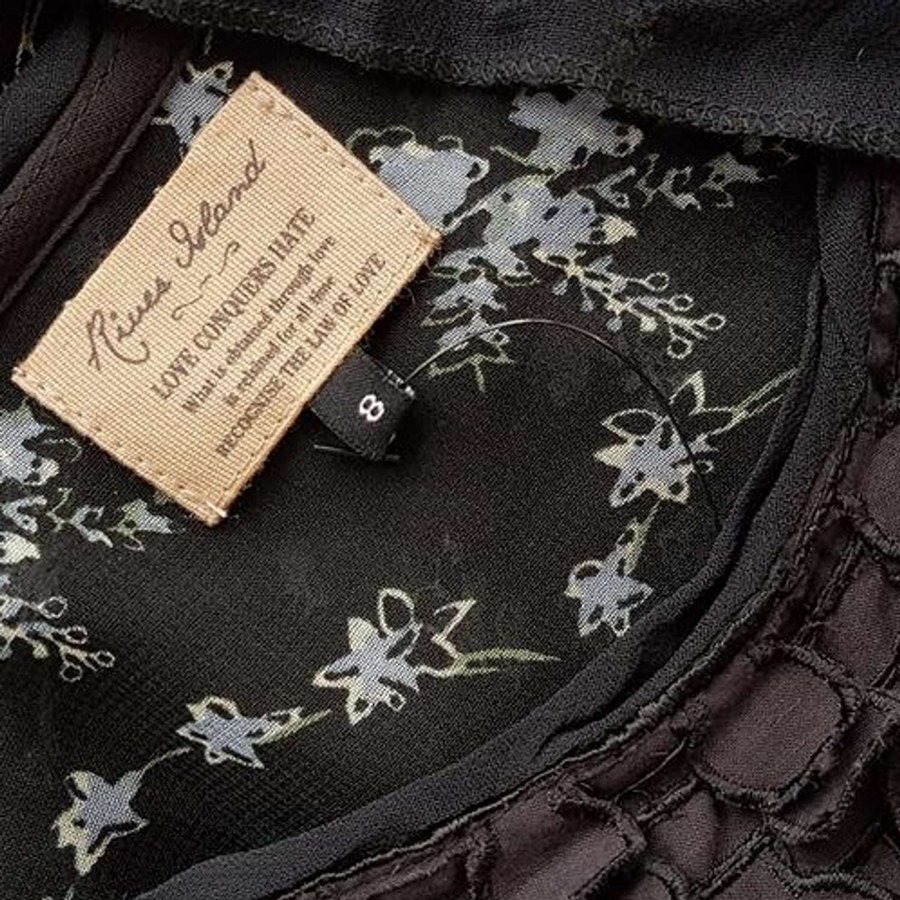 River Island
LOVE CONQUERS HATE
What is obtained through love
is retained for all time
RECOGNISE THE LAW OF LOVE
8